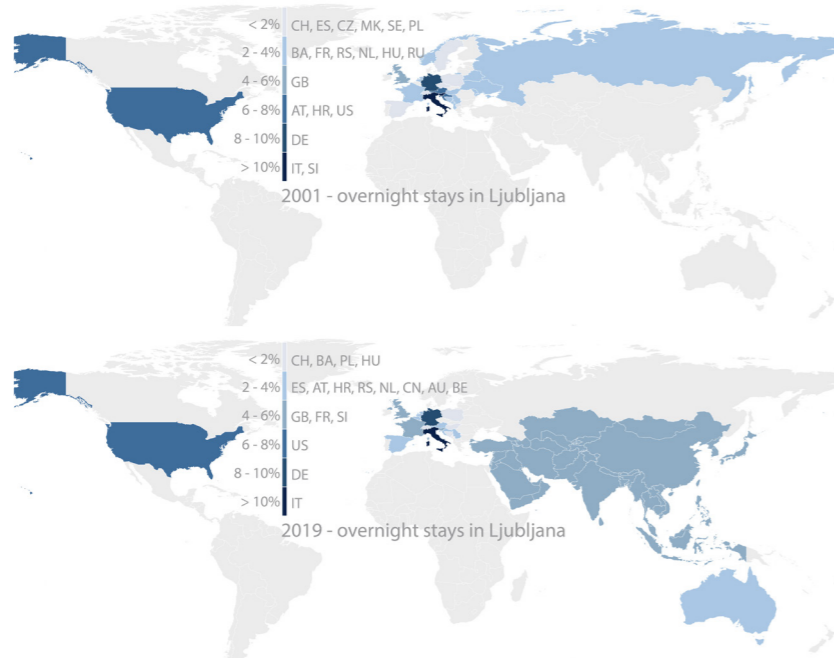 < 2% CH, ES, CZ, MK, SE, PL
2 - 4% BA, FR, RS, NL, HU, RU
4 - 6% GB
6 - 8% AT, HR, US
8 - 10% DE
> 10% IT, SI
2001 - overnight stays in Ljubljana
< 2% CH, BA, PL, HU
2 - 4% ES, AT, HR, RS, NL, CN, AU, BE
4 - 6% GB, FR, SI
6 - 8% US
8 - 10% DE
> 10% IT
2019 - overnight stays in Ljubljana